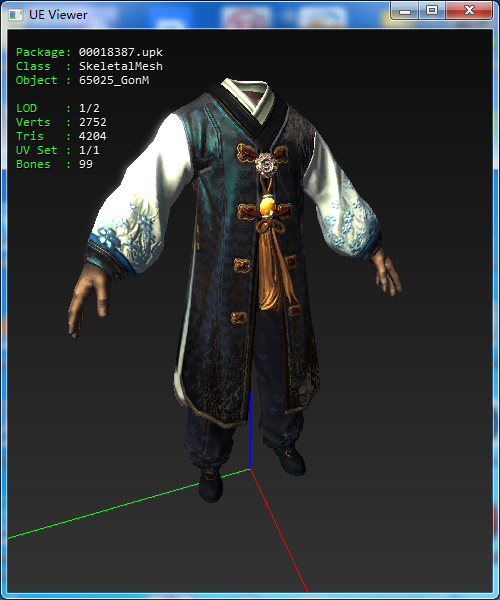 UE Viewer
Package: 00018387.upk
Class : SkeletalMesh
Object : 65025_GonM
LOD : 1/2
Verts : 2752
Tris : 4204
UV Set : 1/1
Bones : 99